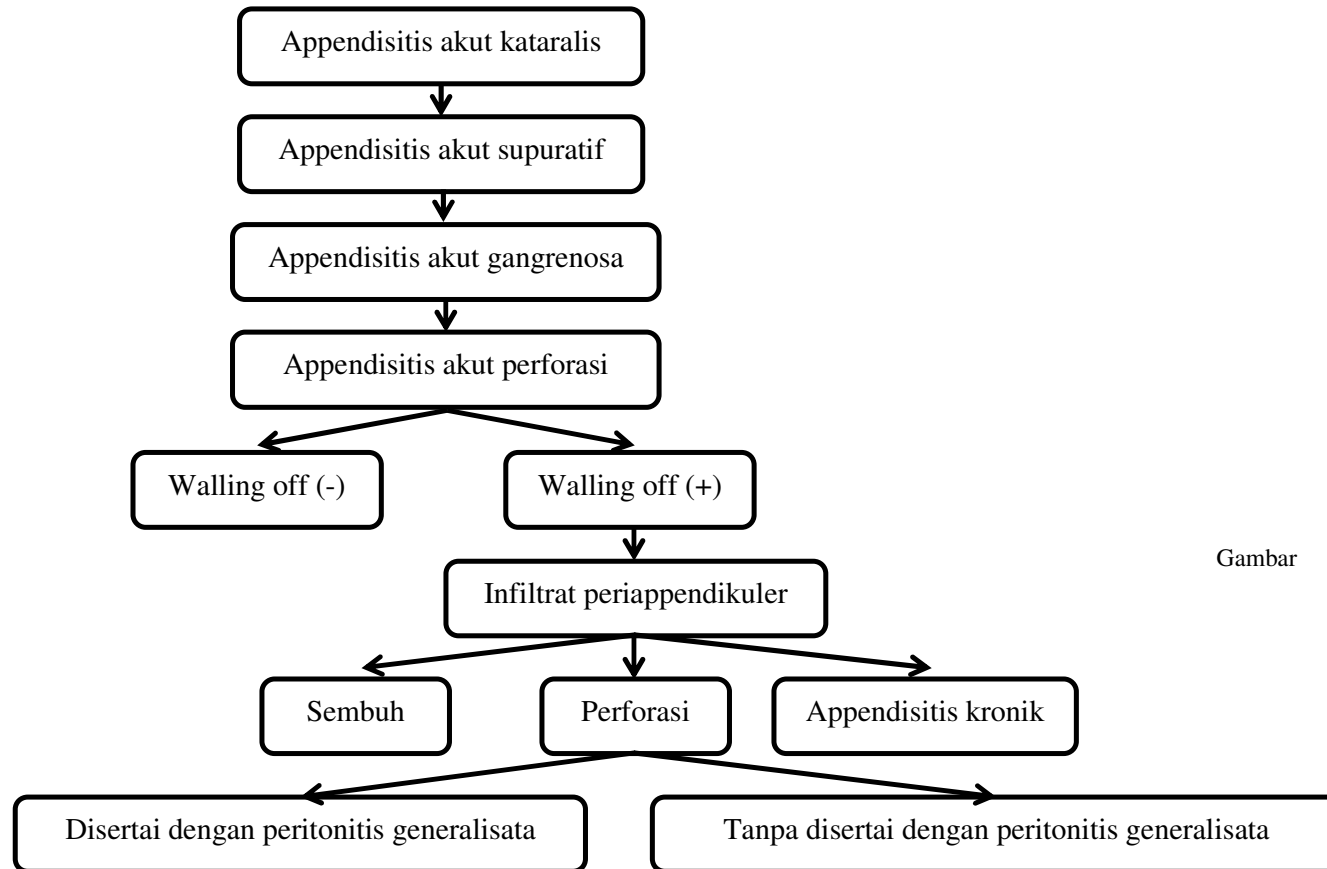 Appendisitis akut kataralis
Appendisitis akut supuratif
Appendisitis akut gangrenosa
Appendisitis akut perforasi
Walling off (-)
Walling off (+)
Gambar
Infiltrat periappendikuler
Sembuh
Perforasi
Appendisitis kronik
Disertai dengan peritonitis generalisata
Tanpa disertai dengan peritonitis generalisata